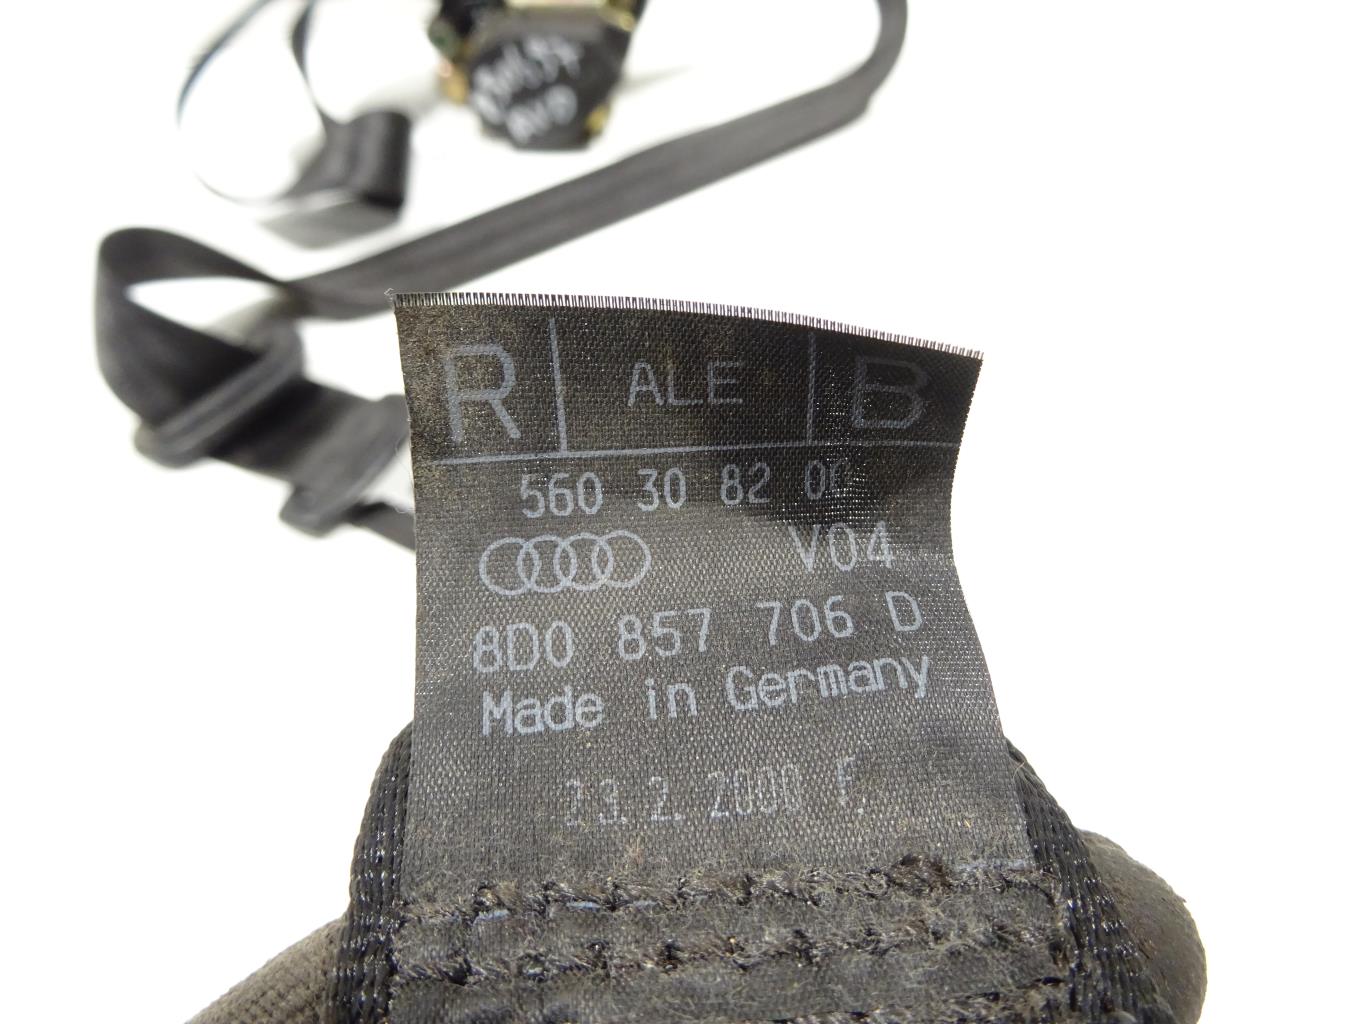 R ALE B
560 30 82 00
V04
8D0 857 706 D
Made in Germany
23.2.2000 F.